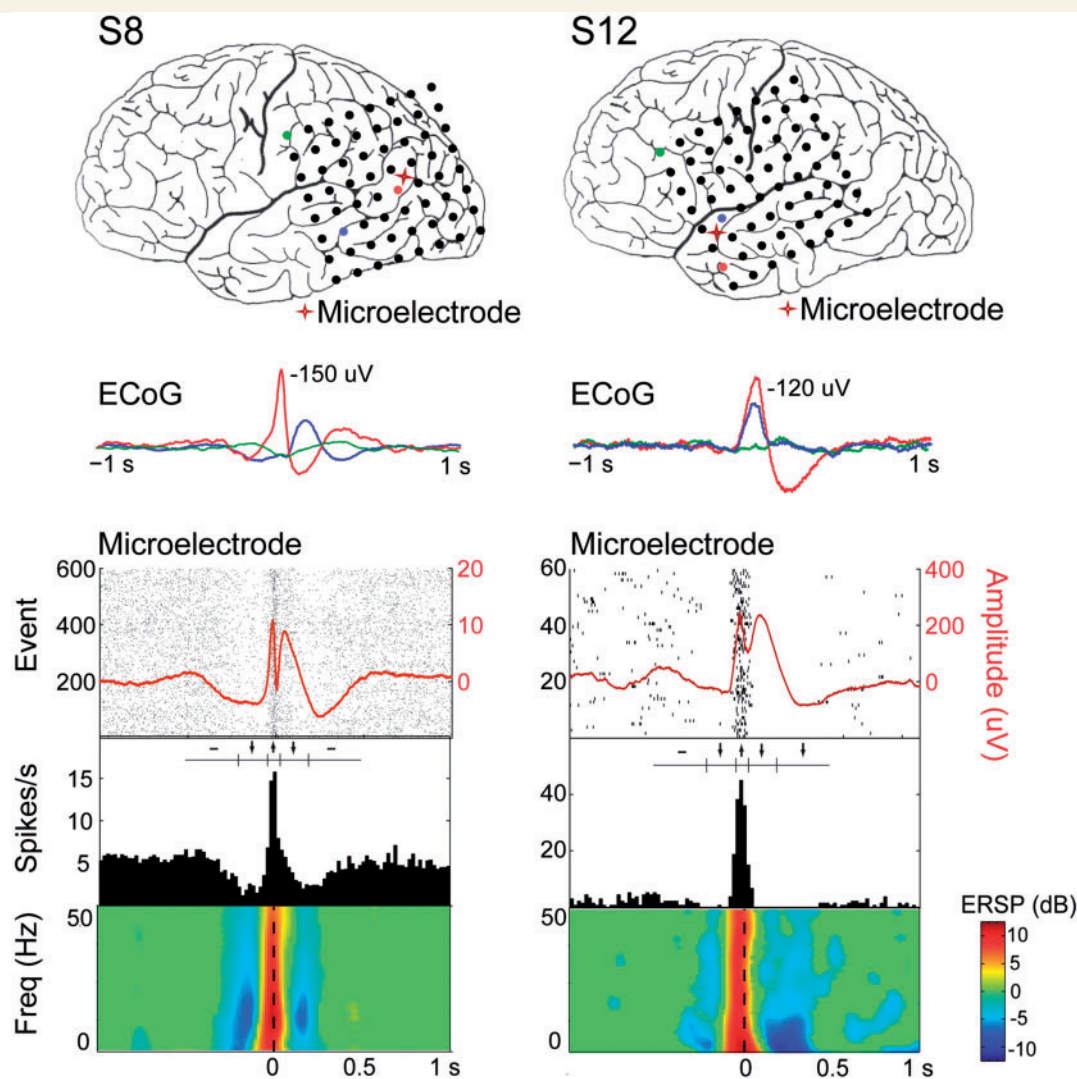 S8
S12
Microelectrode
Microelectrode
ECoG
-150 uV
-120 uV
−1 s
1 s
−1 s
1 s
Microelectrode
Microelectrode
Event
600
400
200
20
10
0
60
40
20
400
200
0
Amplitude (uV)
Spikes/s
15
10
5
40
20
Freq (Hz)
50
0
50
0
ERSP (dB)
10
5
0
-5
-10
0
0.5
1 s
0
0.5
1 s